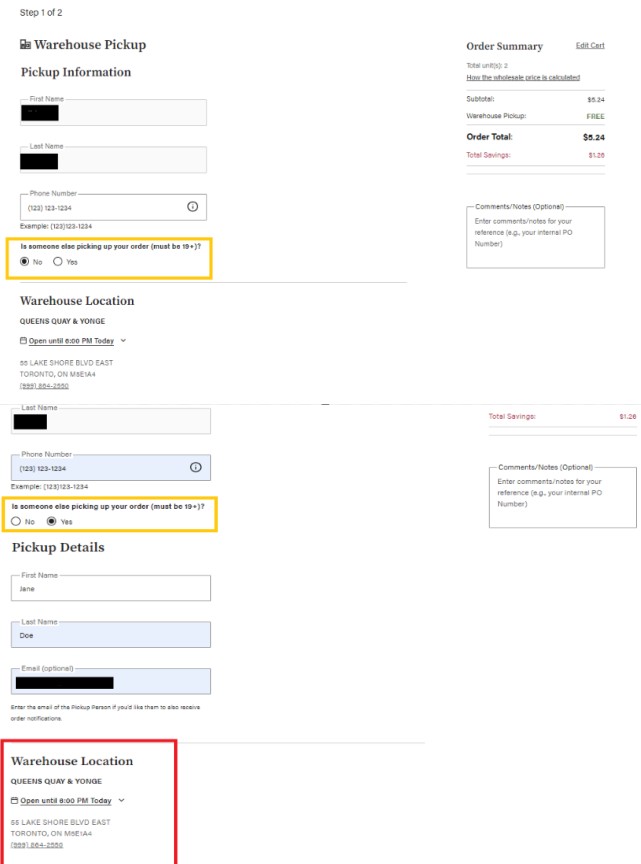 Step 1 of 2
Warehouse Pickup
Pickup Information
First Name
Last Name
Phone Number
(123) 123-1234
Example: (123)123-1234
Is someone else picking up your order (must be 19+)?
No Yes
Warehouse Location
QUEENS QUAY & YONGE
Open until 6:00 PM Today
55 LAKE SHORE BLVD EAST
TORONTO, ON M5E1A4
Order Summary Edit Cart
Total unit(s): 2
How the wholesale price is calculated
Subtotal: $5.24
Warehouse Pickup: FREE
Order Total: $5.24
Total Savings: $1.26
Comments/Notes (Optional)
Enter comments/notes for your
reference (e.g., your internal PO
Number)
Last Name
Phone Number
(123) 123-1234
Example: (123)123-1234
Is someone else picking up your order (must be 19+)?
No Yes
Pickup Details
First Name
Jane
Last Name
Doe
Email (optional)
Enter the email of the Pickup Person if you'd like them to also receive
order notifications.
Warehouse Location
QUEENS QUAY & YONGE
Open until 6:00 PM Today
55 LAKE SHORE BLVD EAST
TORONTO, ON M5E1A4
Total Savings: $1.26
Comments/Notes (Optional)
Enter comments/notes for your
reference (e.g., your internal PO
Number)